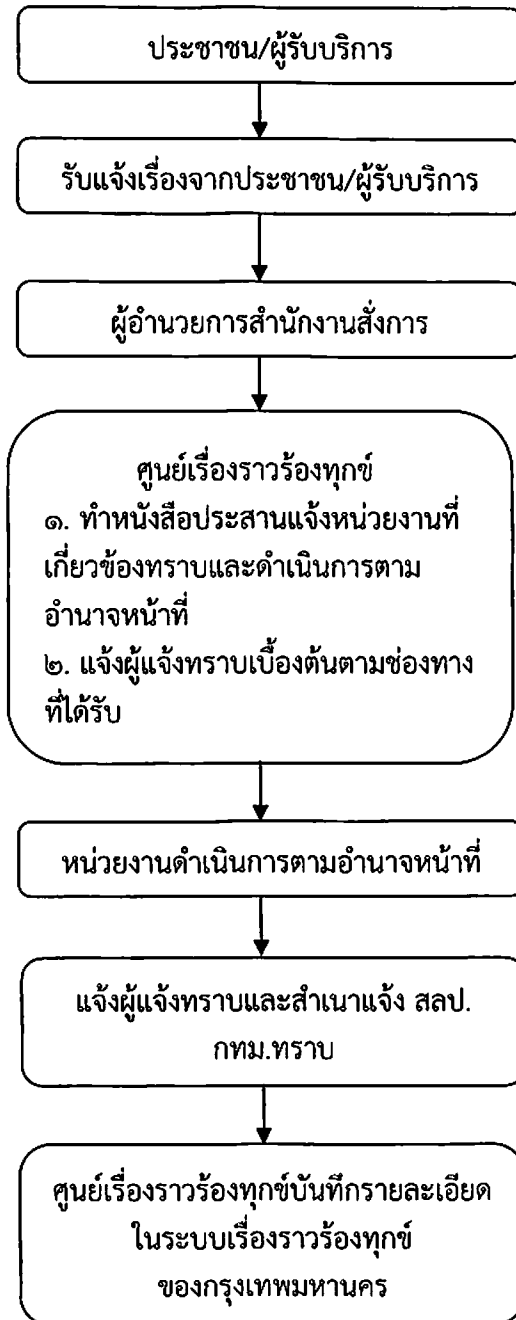 ประชาชน/ผู้รับบริการ
รับแจ้งเรื่องจากประชาชน/ผู้รับบริการ
ผู้อำนวยการสำนักงานสั่งการ
ศูนย์เรื่องราวร้องทุกข์
๑. ทำหนังสือประสานแจ้งหน่วยงานที่
เกี่ยวข้องทราบและดำเนินการตาม
อำนาจหน้าที่
๒. แจ้งผู้แจ้งทราบเบื้องต้นตามช่องทาง
ที่ได้รับ
หน่วยงานดำเนินการตามอำนาจหน้าที่
แจ้งผู้แจ้งทราบและสำเนาแจ้ง สลป.
กทม.ทราบ
ศูนย์เรื่องราวร้องทุกข์บันทึกรายละเอียด
ในระบบเรื่องราวร้องทุกข์
ของกรุงเทพมหานคร